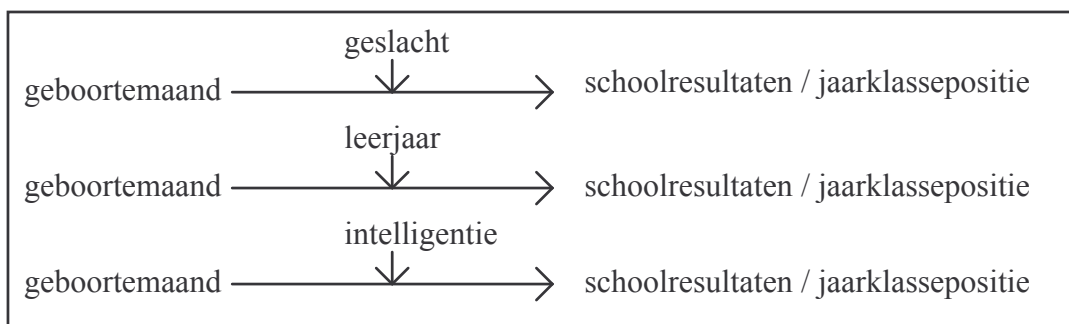 geslacht
geboortemaand schoolresultaten / jaarklassepositie
leerjaar
geboortemaand schoolresultaten / jaarklassepositie
intelligentie
geboortemaand schoolresultaten / jaarklassepositie